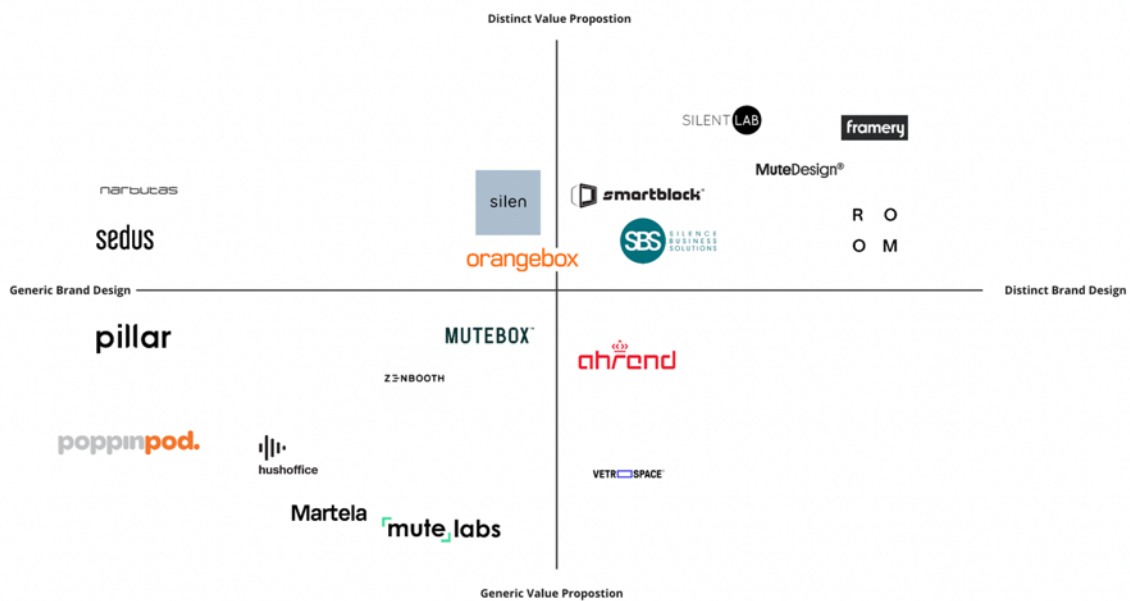 Distinct Value Propostion
SILENT LAB
framery
MuteDesign®
narbutas
silen
smartblock
R O
O M
sedus
SBS SILENCE
BUSINESS
SOLUTIONS
orangebox
Generic Brand Design
Distinct Brand Design
pillar
MUTEBOX
ahrend
ZENBOOTH
poppinpod.
hushoffice
VETROSPACE
Martela
mute labs
Generic Value Propostion